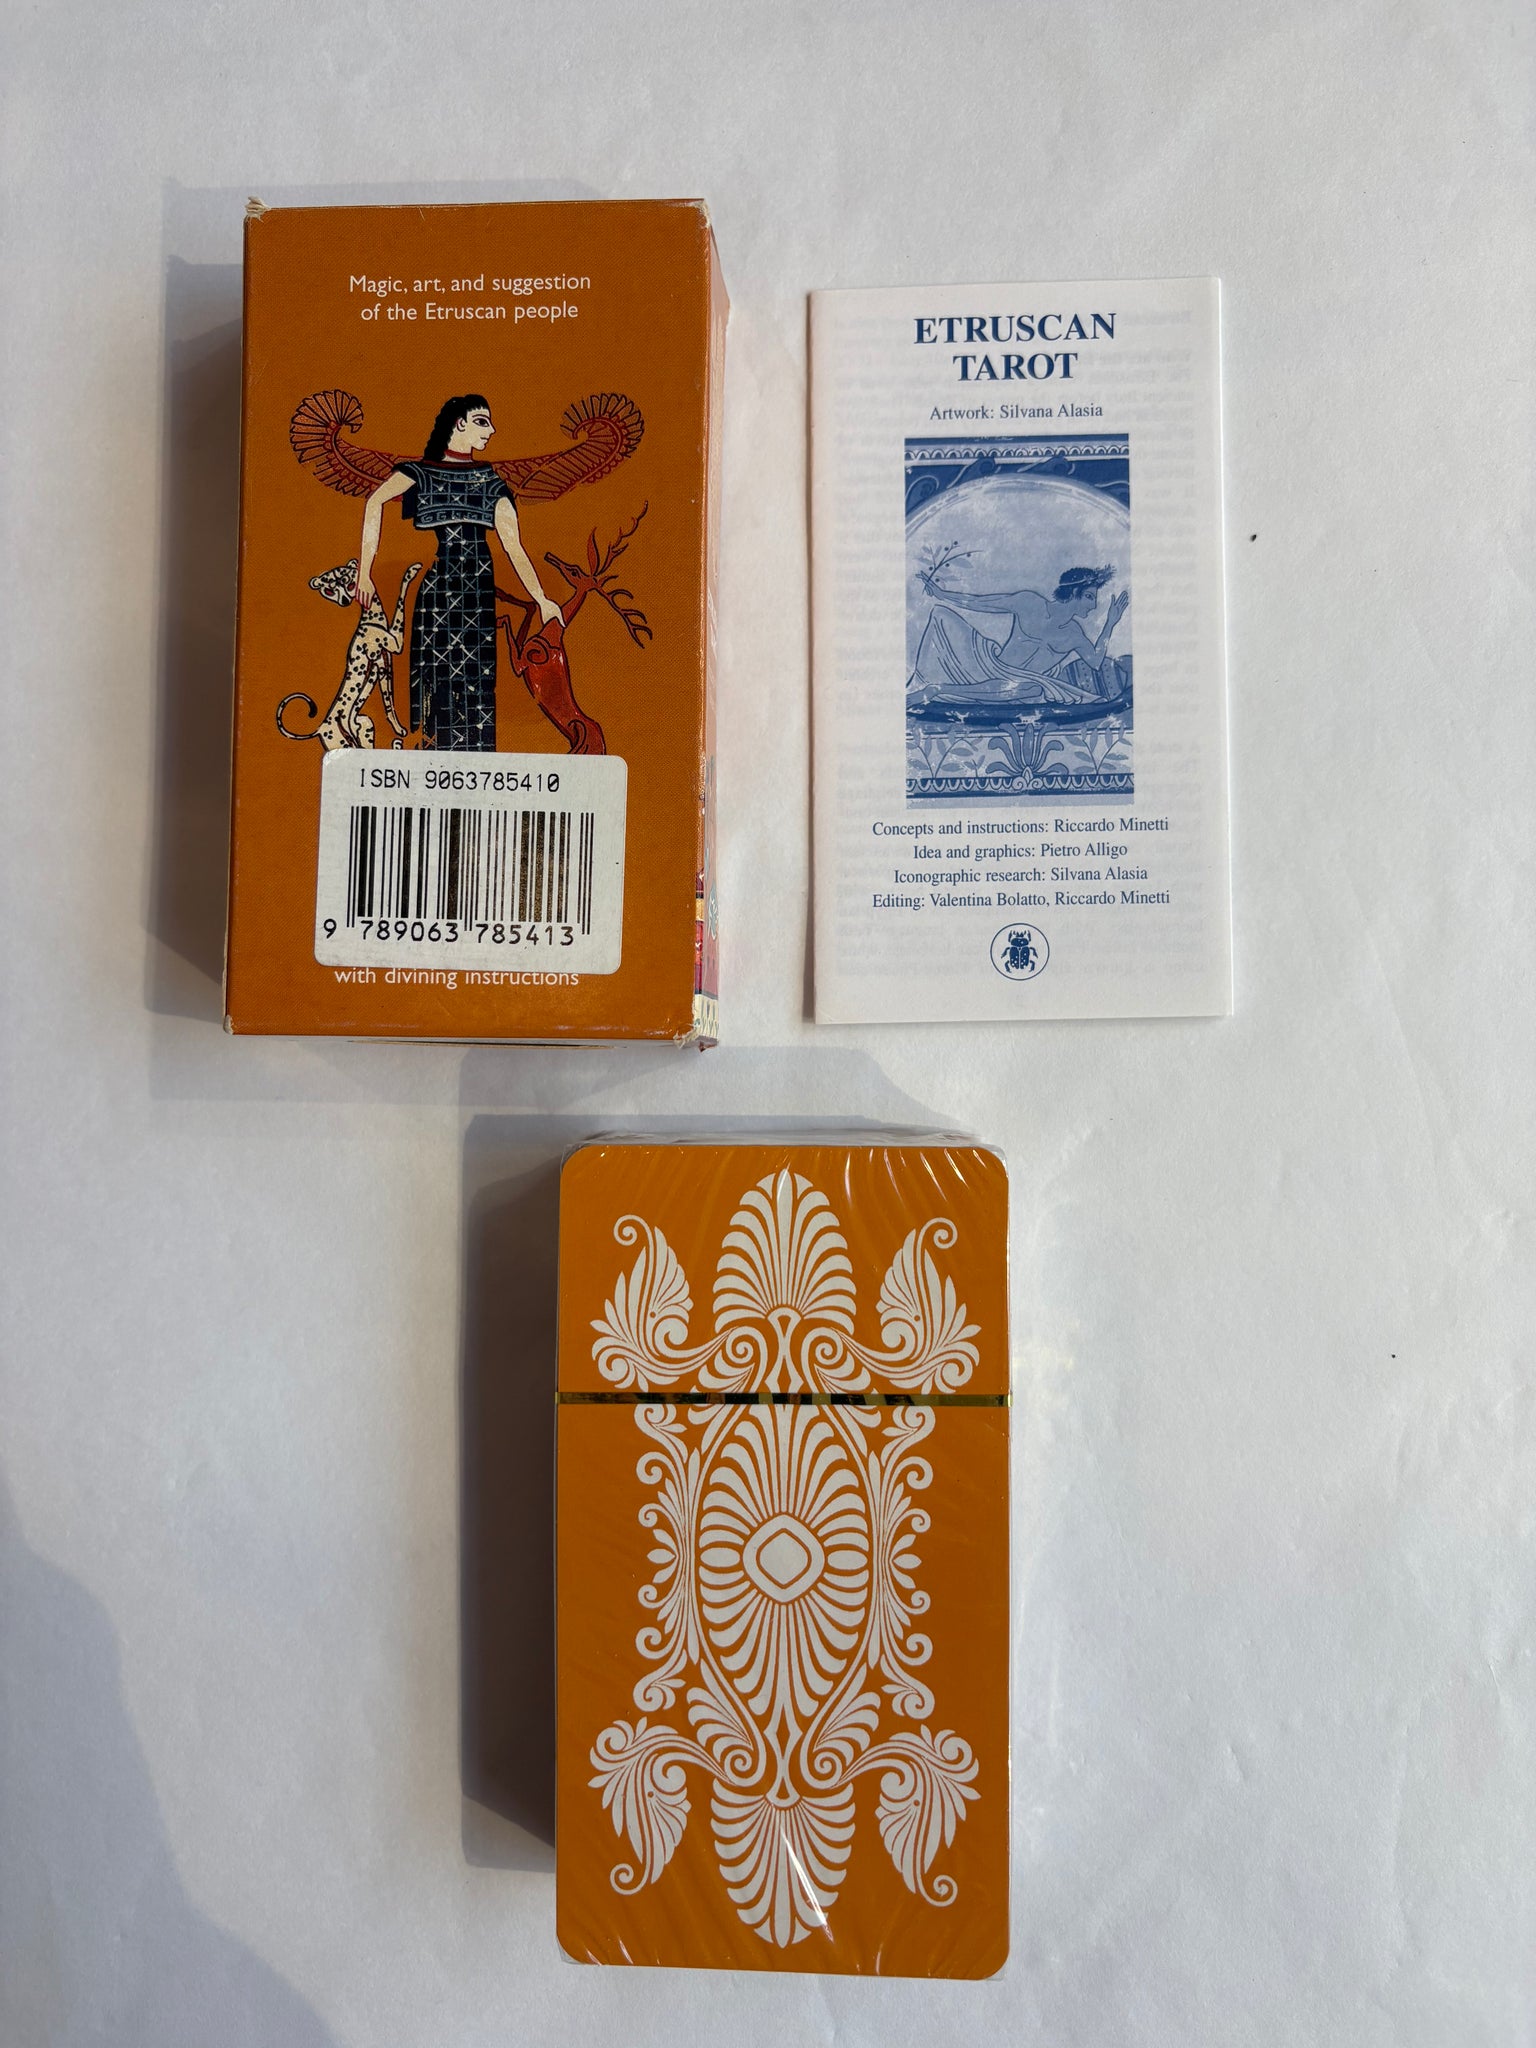 Magic, art, and suggestion
of the Etruscan people
ISBN 9063785410
9 789063 785413
with divining instructions
ETRUSCAN
TAROT
Artwork: Silvana Alasia
Concepts and instructions: Riccardo Minetti
Idea and graphics: Pietro Alligo
Iconographic research: Silvana Alasia
Editing: Valentina Bolatto, Riccardo Minetti